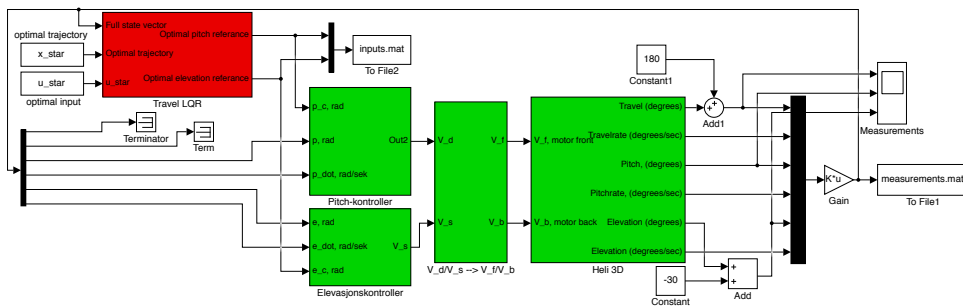 Full state vector
optimal trajectory
Optimal pitch referance
x_star
Optimal trajectory
u_star
Optimal elevation referance
u_star
optimal input
Travel LQR
inputs.mat
To File2
180
Constant1
Add1
Measurements
Terminator
Term
p_c, rad
p, rad
Out2
p_dot, rad/sek
Pitch-kontroller
e, rad
e_dot, rad/sek
V_s
e_c, rad
Elevasjonskontroller
V_d
V_f
V_s
V_b
V_d/V_s --> V_f/V_b
Travel (degrees)
V_f, motor front
Travelrate (degrees/sec)
Pitch, (degrees)
Pitchrate, (degrees/sec)
V_b, motor back
Elevation (degrees)
Elevation (degrees/sec)
Heli 3D
-30
Constant
Add
K*u
Gain
measurements.mat
To File1